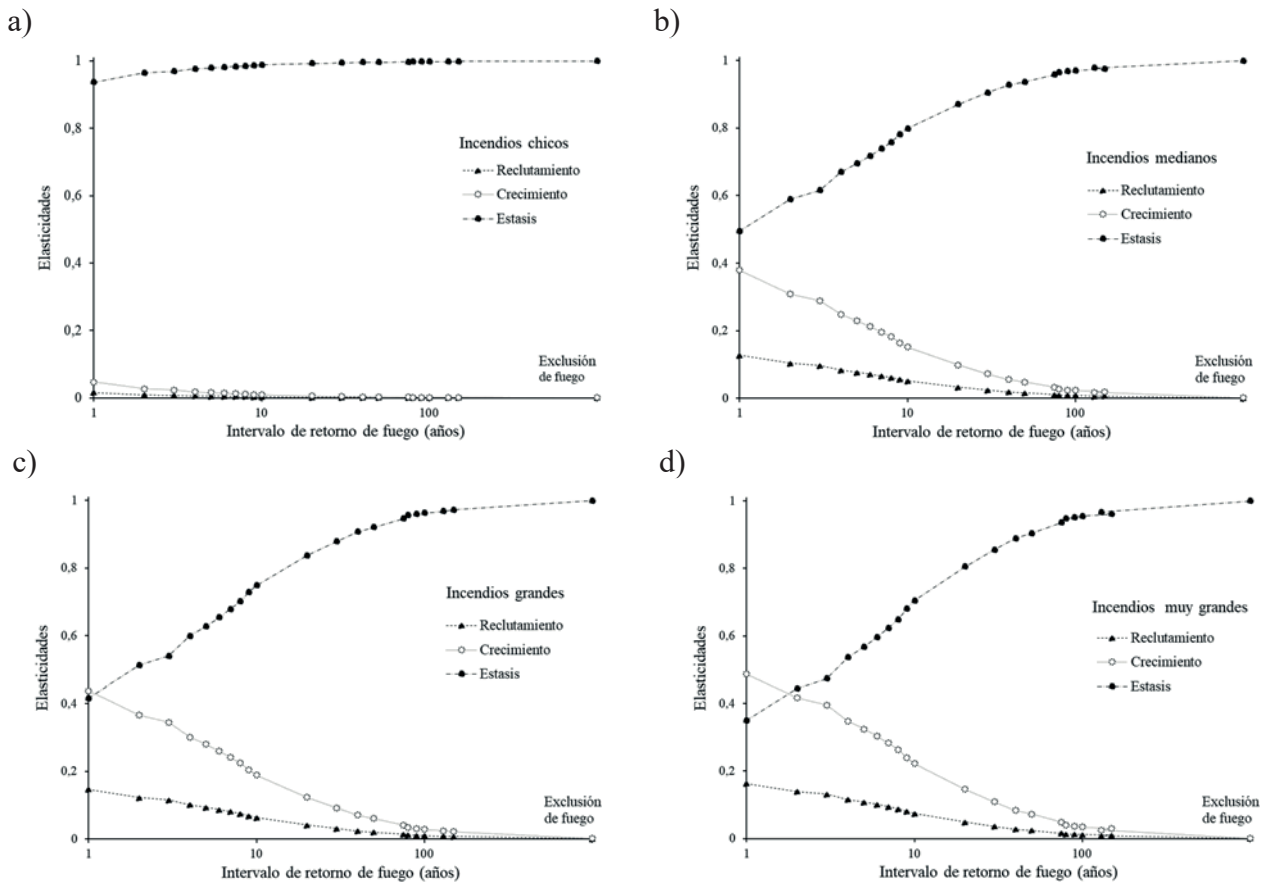 a)
Elasticidades
1
0,8
0,6
0,4
0,2
0
Incendios chicos
Reclutamiento
Crecimiento
Estasis
Exclusión
de fuego
1
10
100
Intervalo de retorno de fuego (años)
b)
Elasticidades
1
0,8
0,6
0,4
0,2
0
Incendios medianos
Reclutamiento
Crecimiento
Estasis
Exclusión
de fuego
1
10
100
Intervalo de retorno de fuego (años)
c)
Elasticidades
1
0,8
0,6
0,4
0,2
0
Incendios grandes
Reclutamiento
Crecimiento
Estasis
Exclusión
de fuego
1
10
100
Intervalo de retorno de fuego (años)
d)
Elasticidades
1
0,8
0,6
0,4
0,2
0
Incendios muy grandes
Reclutamiento
Crecimiento
Estasis
Exclusión
de fuego
1
10
100
Intervalo de retorno de fuego (años)